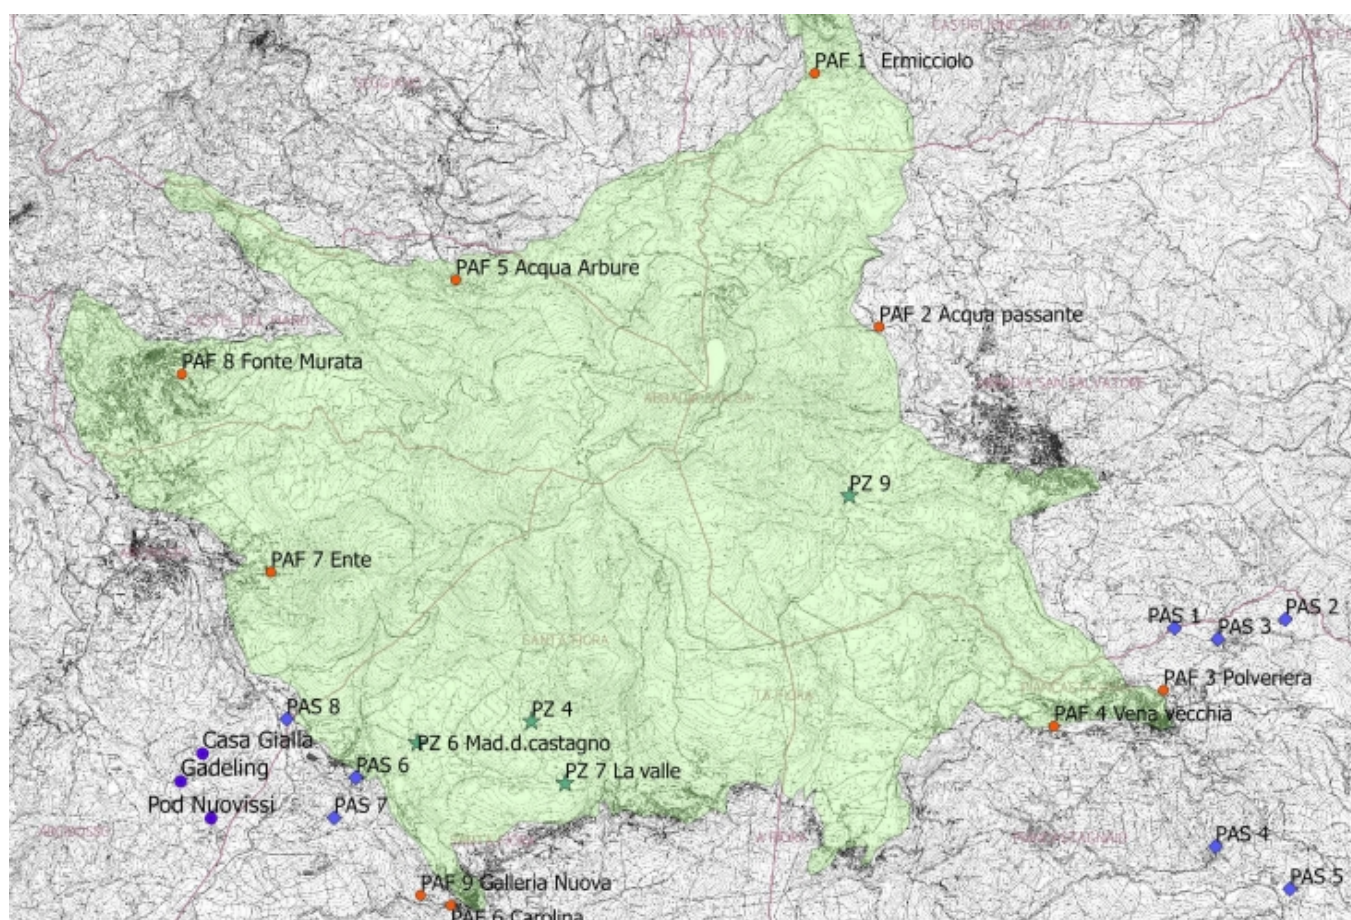 PAF 1 Ermicciolo
PAF 5 Acqua Arbure
PAF 2 Acqua passante
PAF 8 Fonte Murata
PZ 9
PAF 7 Ente
PAS 2
PAS 1
PAS 3
SANTA FIORA
PAF 3 Polveriera
PAS 8
PZ 4
PAF 4 Vena vecchia
Casa Gialla
PZ 6 Mad.d.castagno
Gadeling
PAS 6
PZ 7 La valle
Pod Nuovissi
PAS 7
PAS 4
PAS 5
PAF 9 Galleria Nuova
PAF 6 Carolina